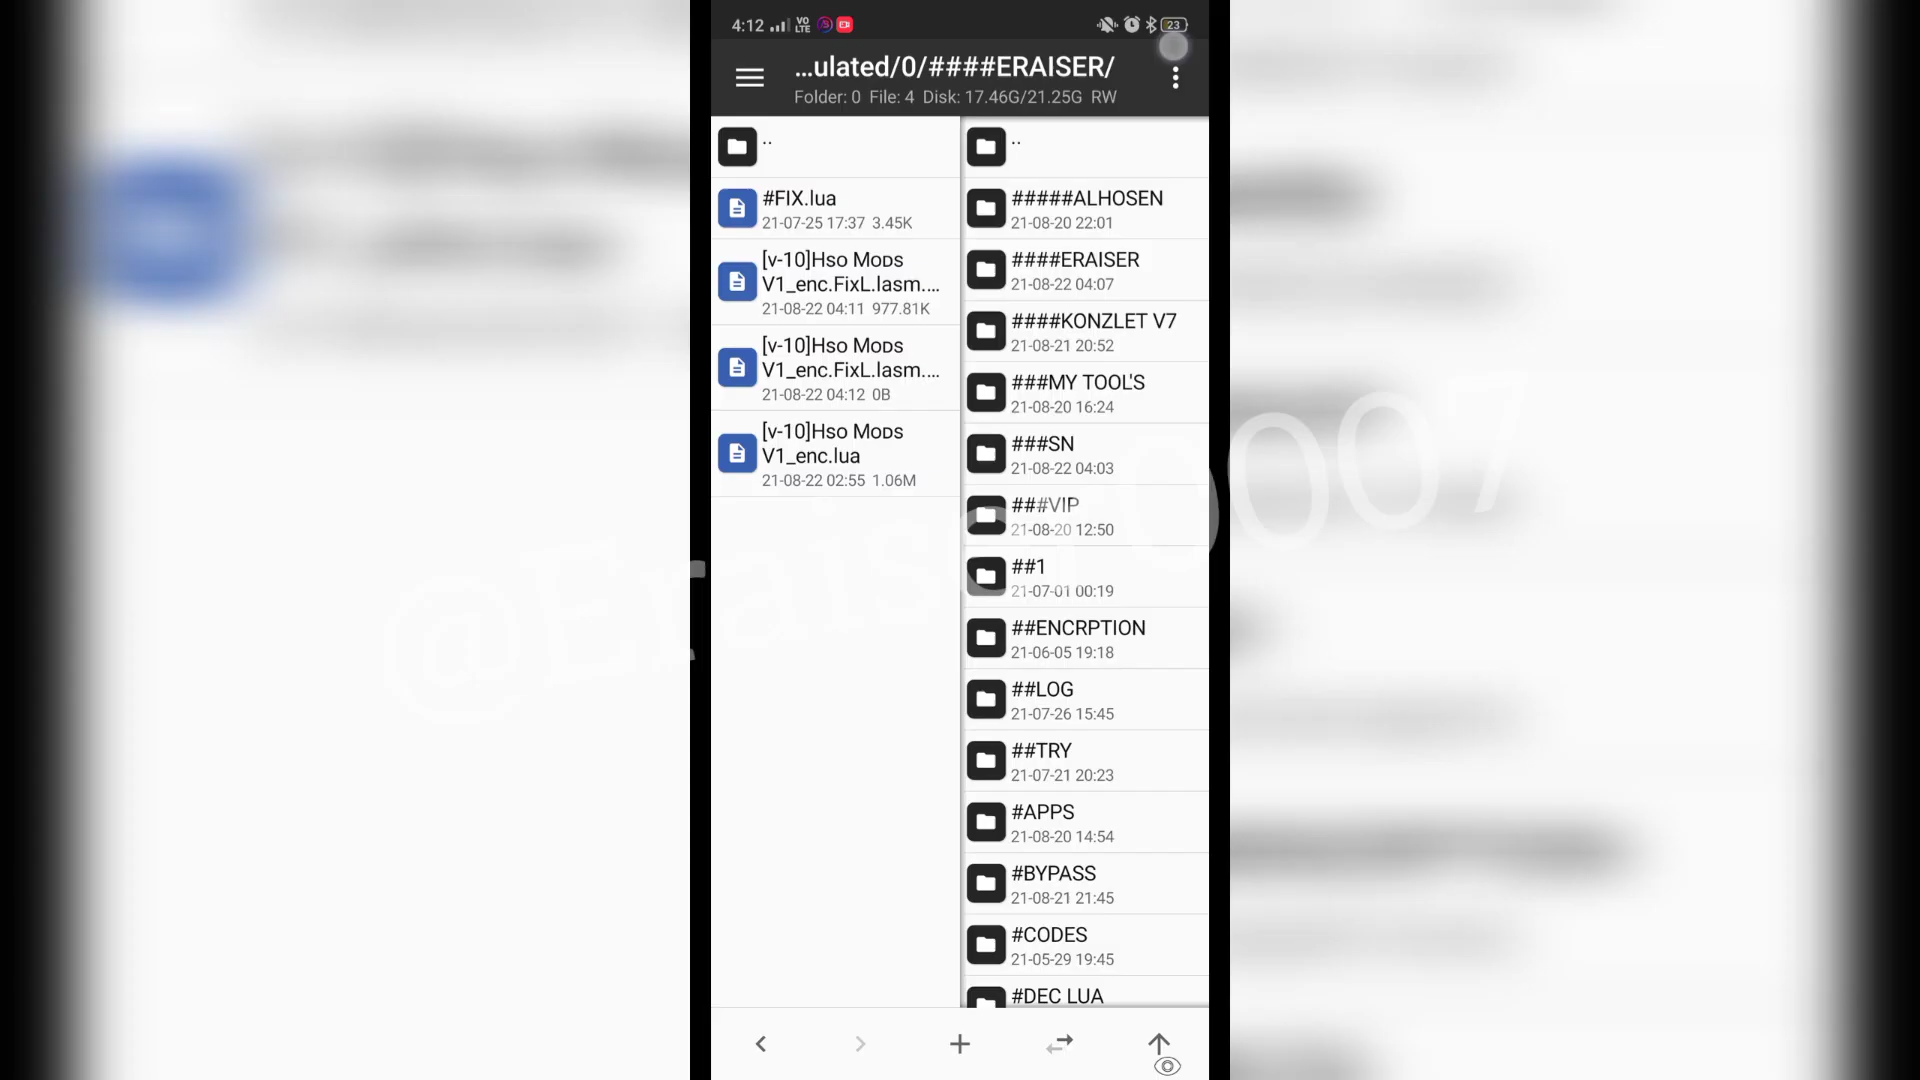 4:12 VO LTE 23
...ulated/0/####ERAISER/
Folder: 0 File: 4 Disk: 17.46G/21.25G RW
..
#FIX.lua
21-07-25 17:37 3.45K
[v-10]Hso Mᴏᴅs
V1_enc.FixL.lasm....
21-08-22 04:11 977.81K
[v-10]Hso Mᴏᴅs
V1_enc.FixL.lasm....
21-08-22 04:12 0B
[v-10]Hso Mᴏᴅs
V1_enc.lua
21-08-22 02:55 1.06M
..
#####ALHOSEN
21-08-20 22:01
####ERAISER
21-08-22 04:07
####KONZLET V7
21-08-21 20:52
###MY TOOL'S
21-08-20 16:24
###SN
21-08-22 04:03
###VIP
21-08-20 12:50
##1
21-07-01 00:19
##ENCRPTION
21-06-05 19:18
##LOG
21-07-26 15:45
##TRY
21-07-21 20:23
#APPS
21-08-20 14:54
#BYPASS
21-08-21 21:45
#CODES
21-05-29 19:45
#DEC LUA
@Eraiser0007